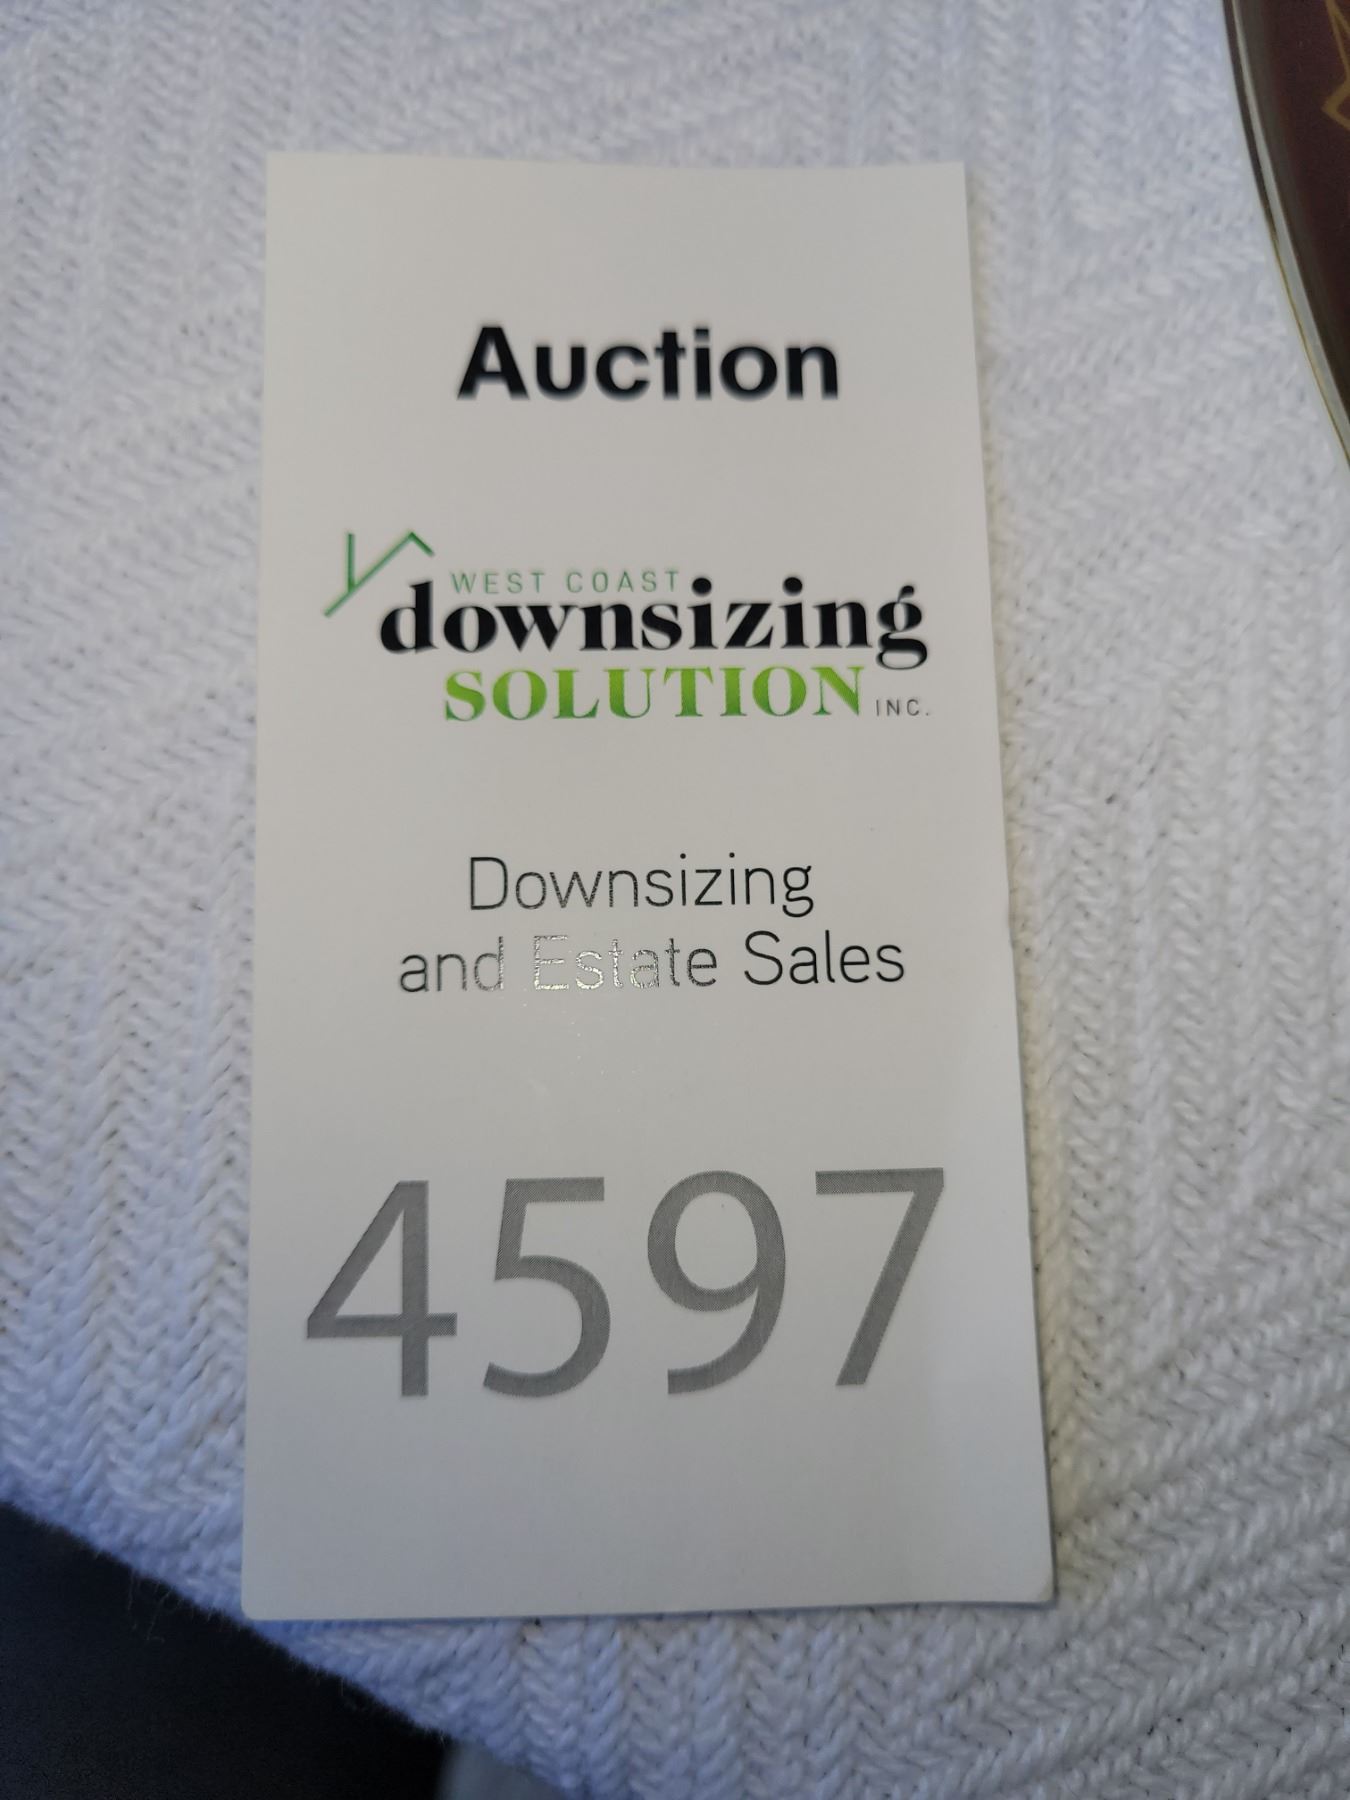 Auction
WEST COAST
downsizing
SOLUTION INC.
Downsizing
and Estate Sales
4597